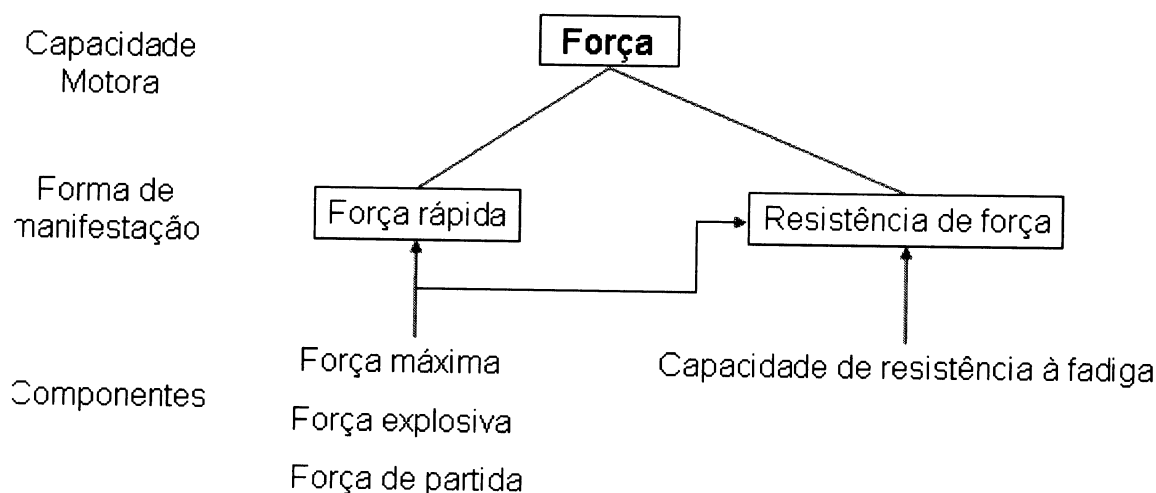 Capacidade
Motora
Força
Forma de
manifestação
Força rápida
Resistência de força
Componentes
Força máxima
Força explosiva
Força de partida
Capacidade de resistência à fadiga